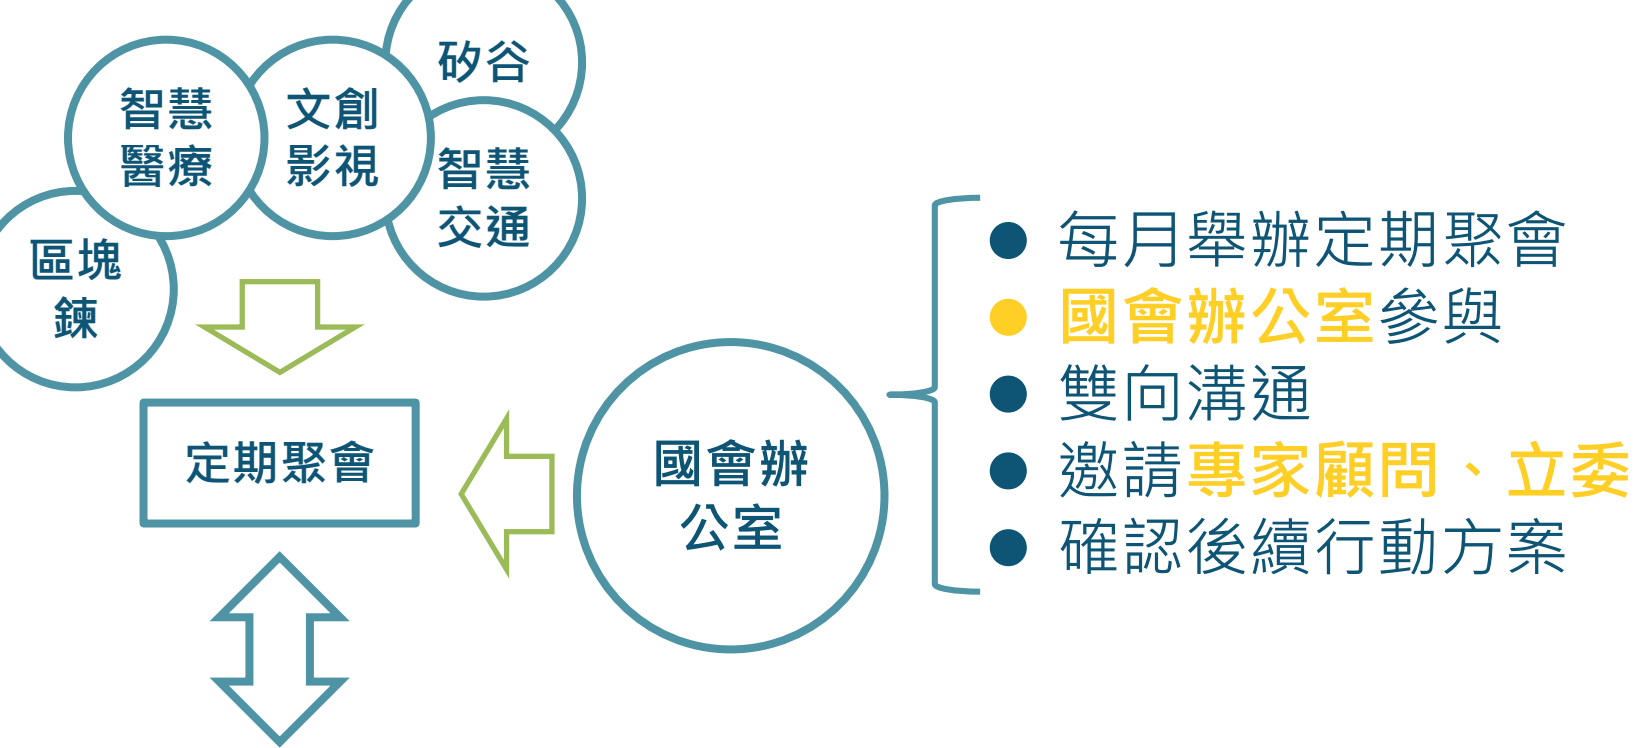 矽谷
智慧
醫療
文創
影視
智慧
交通
區塊
鍊
定期聚會
國會辦
公室
每月舉辦定期聚會
國會辦公室參與
雙向溝通
邀請專家顧問、立委
確認後續行動方案